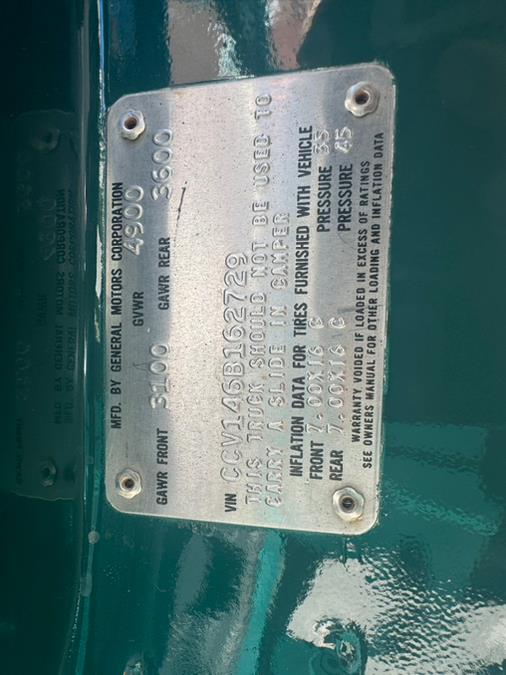 MFD. BY GENERAL MOTORS CORPORATION
4900
GVWR
GAWR FRONT 3100 GAWR REAR 3600
VIN CCV146B162729
THIS TRUCK SHOULD NOT BE USED TO
CARRY A SLIDE IN CAMPER
INFLATION DATA FOR TIRES FURNISHED WITH VEHICLE
FRONT 7.00X16 C PRESSURE 35
REAR 7.00X16 C PRESSURE 45
WARRANTY VOIDED IF LOADED IN EXCESS OF RATINGS
SEE OWNERS MANUAL FOR OTHER LOADING AND INFLATION DATA